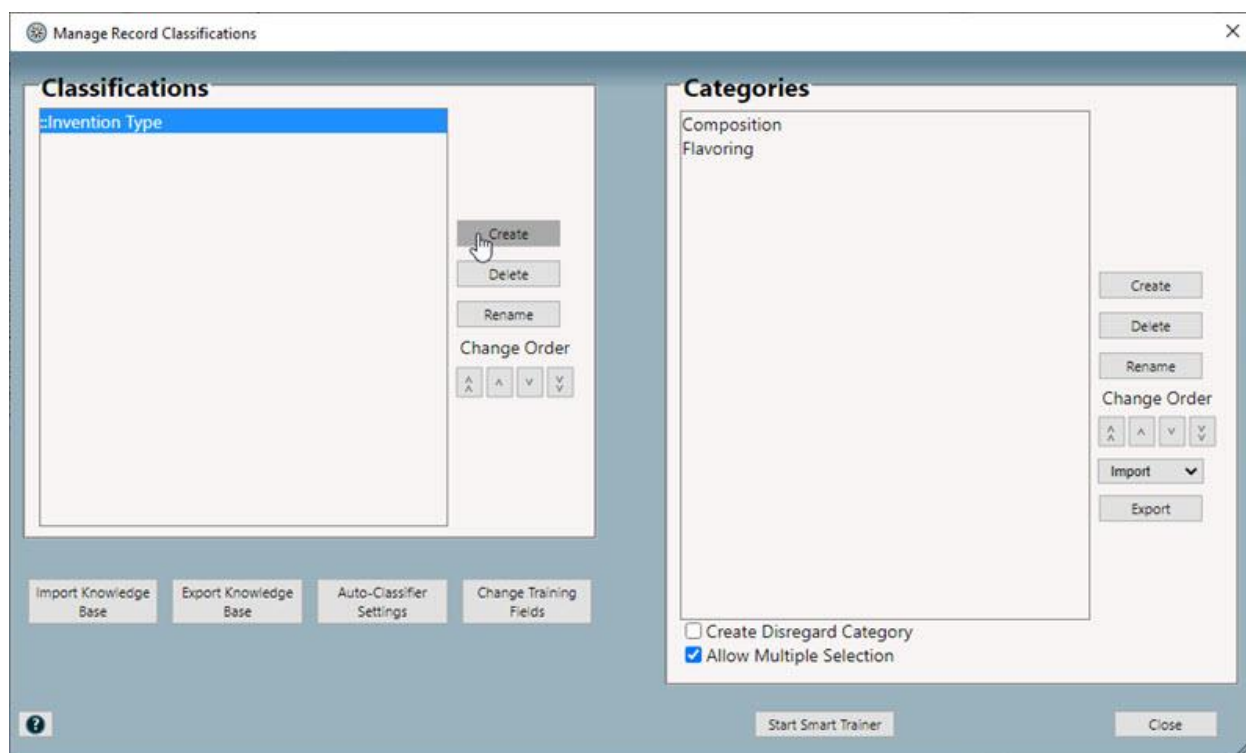 Manage Record Classifications
Classifications
::Invention Type
Create
Delete
Rename
Change Order
Import Knowledge
Base
Export Knowledge
Base
Auto-Classifier
Settings
Change Training
Fields
Categories
Composition
Flavoring
Create
Delete
Rename
Change Order
Import
Export
Create Disregard Category
Allow Multiple Selection
?
Start Smart Trainer
Close